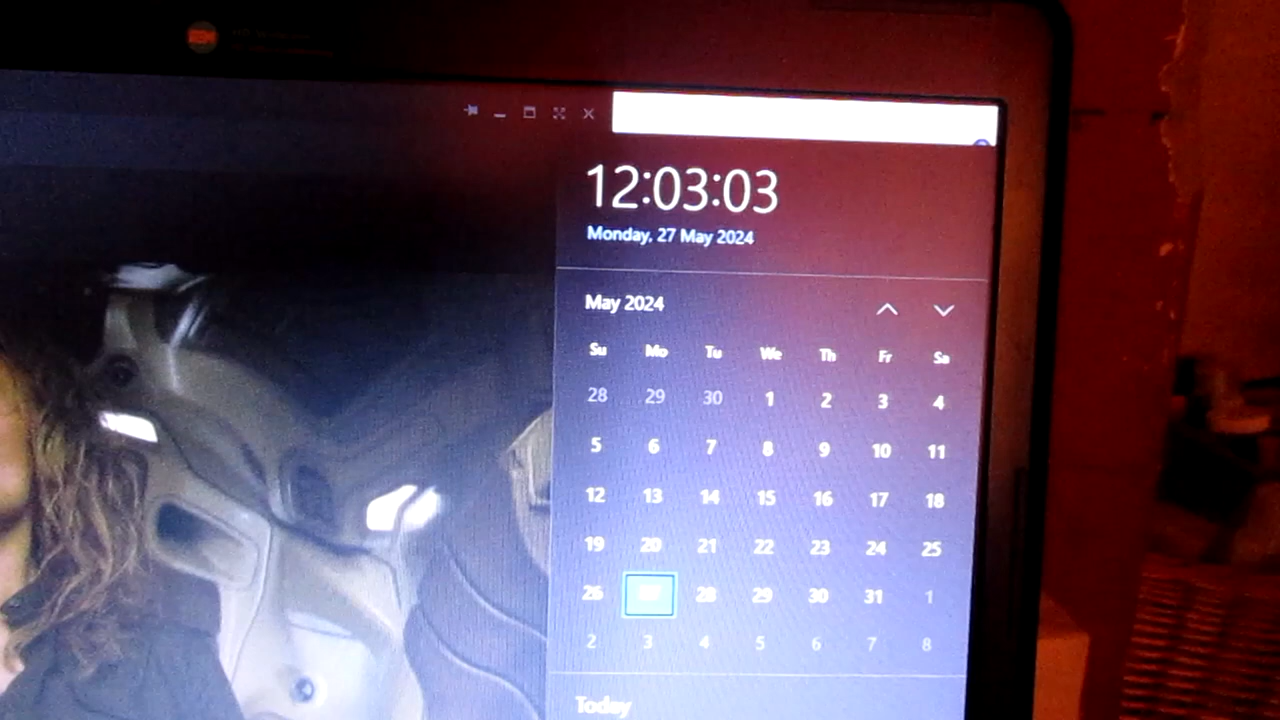 12:03:03
Monday, 27 May 2024
May 2024
Su Mo Tu We Th Fr Sa
28 29 30 1 2 3 4
5 6 7 8 9 10 11
12 13 14 15 16 17 18
19 20 21 22 23 24 25
26 27 28 29 30 31 1
2 3 4 5 6 7 8
Today